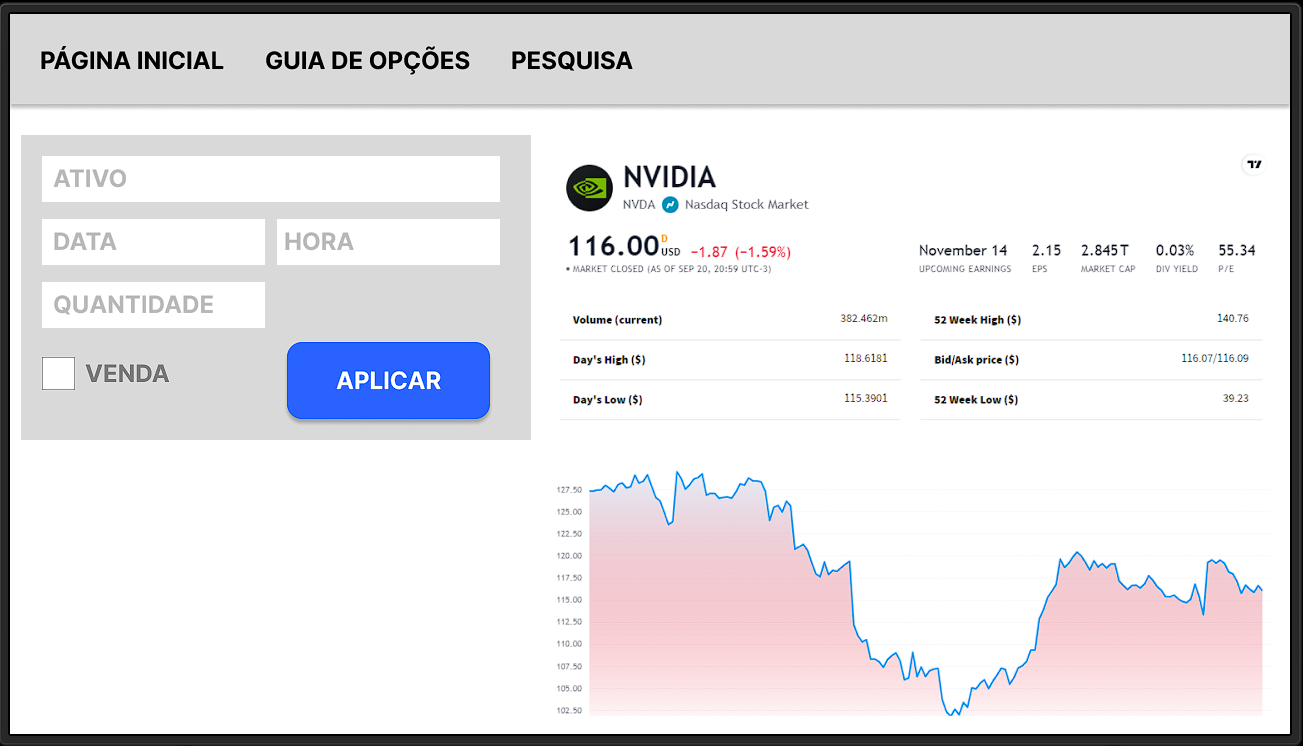 PÁGINA INICIAL GUIA DE OPÇÕES PESQUISA
ATIVO
DATA HORA
QUANTIDADE
VENDA
APLICAR
NVIDIA
NVDA Nasdaq Stock Market
116.00 D USD −1.87 (−1.59%)
• MARKET CLOSED (AS OF SEP 20, 20:59 UTC-3)
November 14 2.15 2.845T 0.03% 55.34
UPCOMING EARNINGS EPS MARKET CAP DIV YIELD P/E
Volume (current) 382.462m 52 Week High ($) 140.76
Day's High ($) 118.6181 Bid/Ask price ($) 116.07/116.09
Day's Low ($) 115.3901 52 Week Low ($) 39.23
127.50
125.00
122.50
120.00
117.50
115.00
112.50
110.00
107.50
105.00
102.50